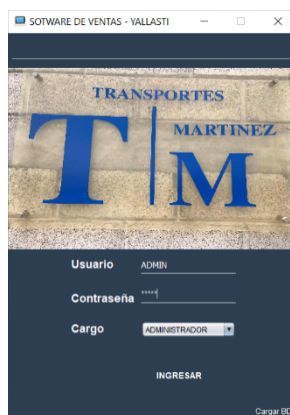 SOTWARE DE VENTAS - YALLASTI
TRANSPORTES
MARTINEZ
T M
Usuario ADMIN
Contraseña *****
Cargo ADMINISTRADOR
INGRESAR
Cargar BD